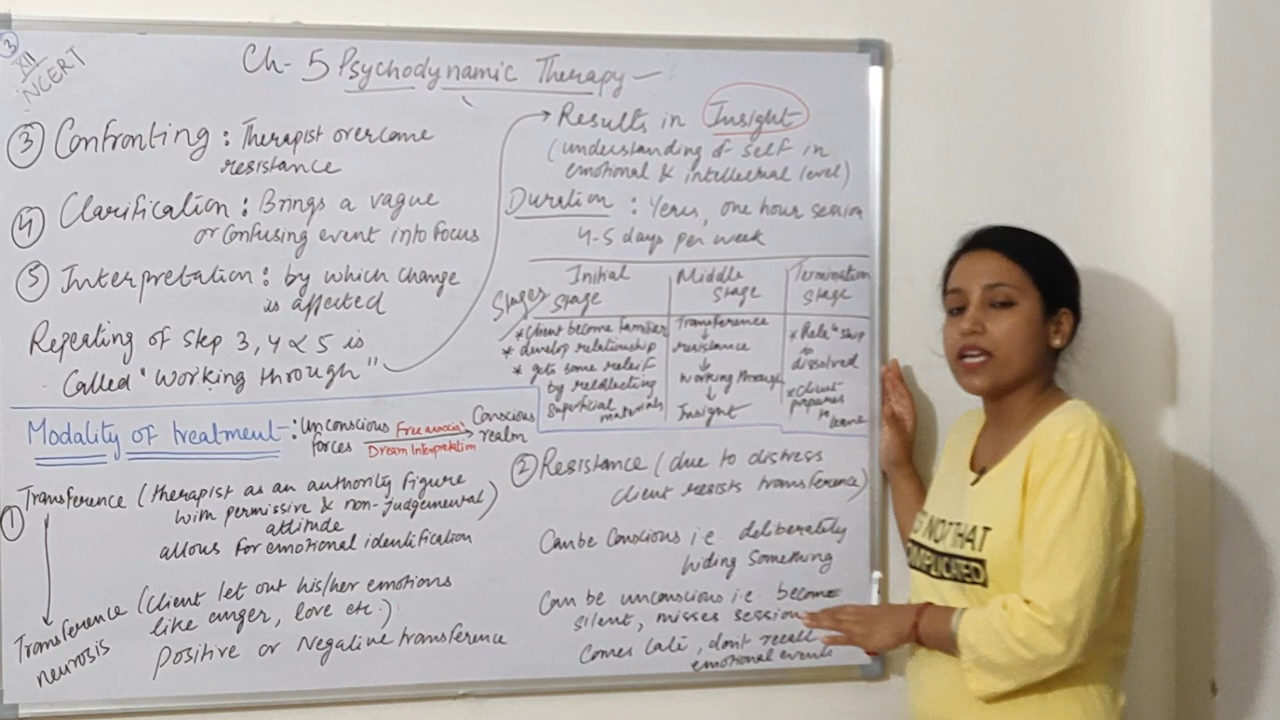 3
XII
NCERT
Ch- 5 Psychodynamic Therapy -
③ Confronting : Therapist overcome
resistance
④ Clarification : Brings a vague
or confusing event into focus
⑤ Interpretation : by which change
is affected
Repeating of step 3, 4 & 5 is
called "working through"
→ Results in Insight
(understanding of self in
emotional & intellectual level)
Duration : Years, one hour session
4-5 days per week
Stages
Initial
Stage
* Client become familier
* develop relationship
* gets some releif
by recollecting
Superficial materials
Middle
Stage
Transference
↓
resistance
↓
working through
↓
Insight
Termination
Stage
* Relenship
is
dissolved
* Client
prepares
to leave
Modality of treatment - : Unconscious
forces
Free associa
→
Dream Interpretation
Conscious
realm
① Transference (therapist as an authority figure
with permissive & non-judgemental)
attitude
allows for emotional identification
Transference
neurosis
(Client let out his/her emotions
like anger, love etc.)
Positive or Negative transference
② Resistance (due to distress
client resists transference)
Can be Conscious i.e. deliberately
hiding something
Can be unconscious i.e. become
silent, misses session
Comes late, don't recall
emotional events
IS NOT THAT
OMPLICATED